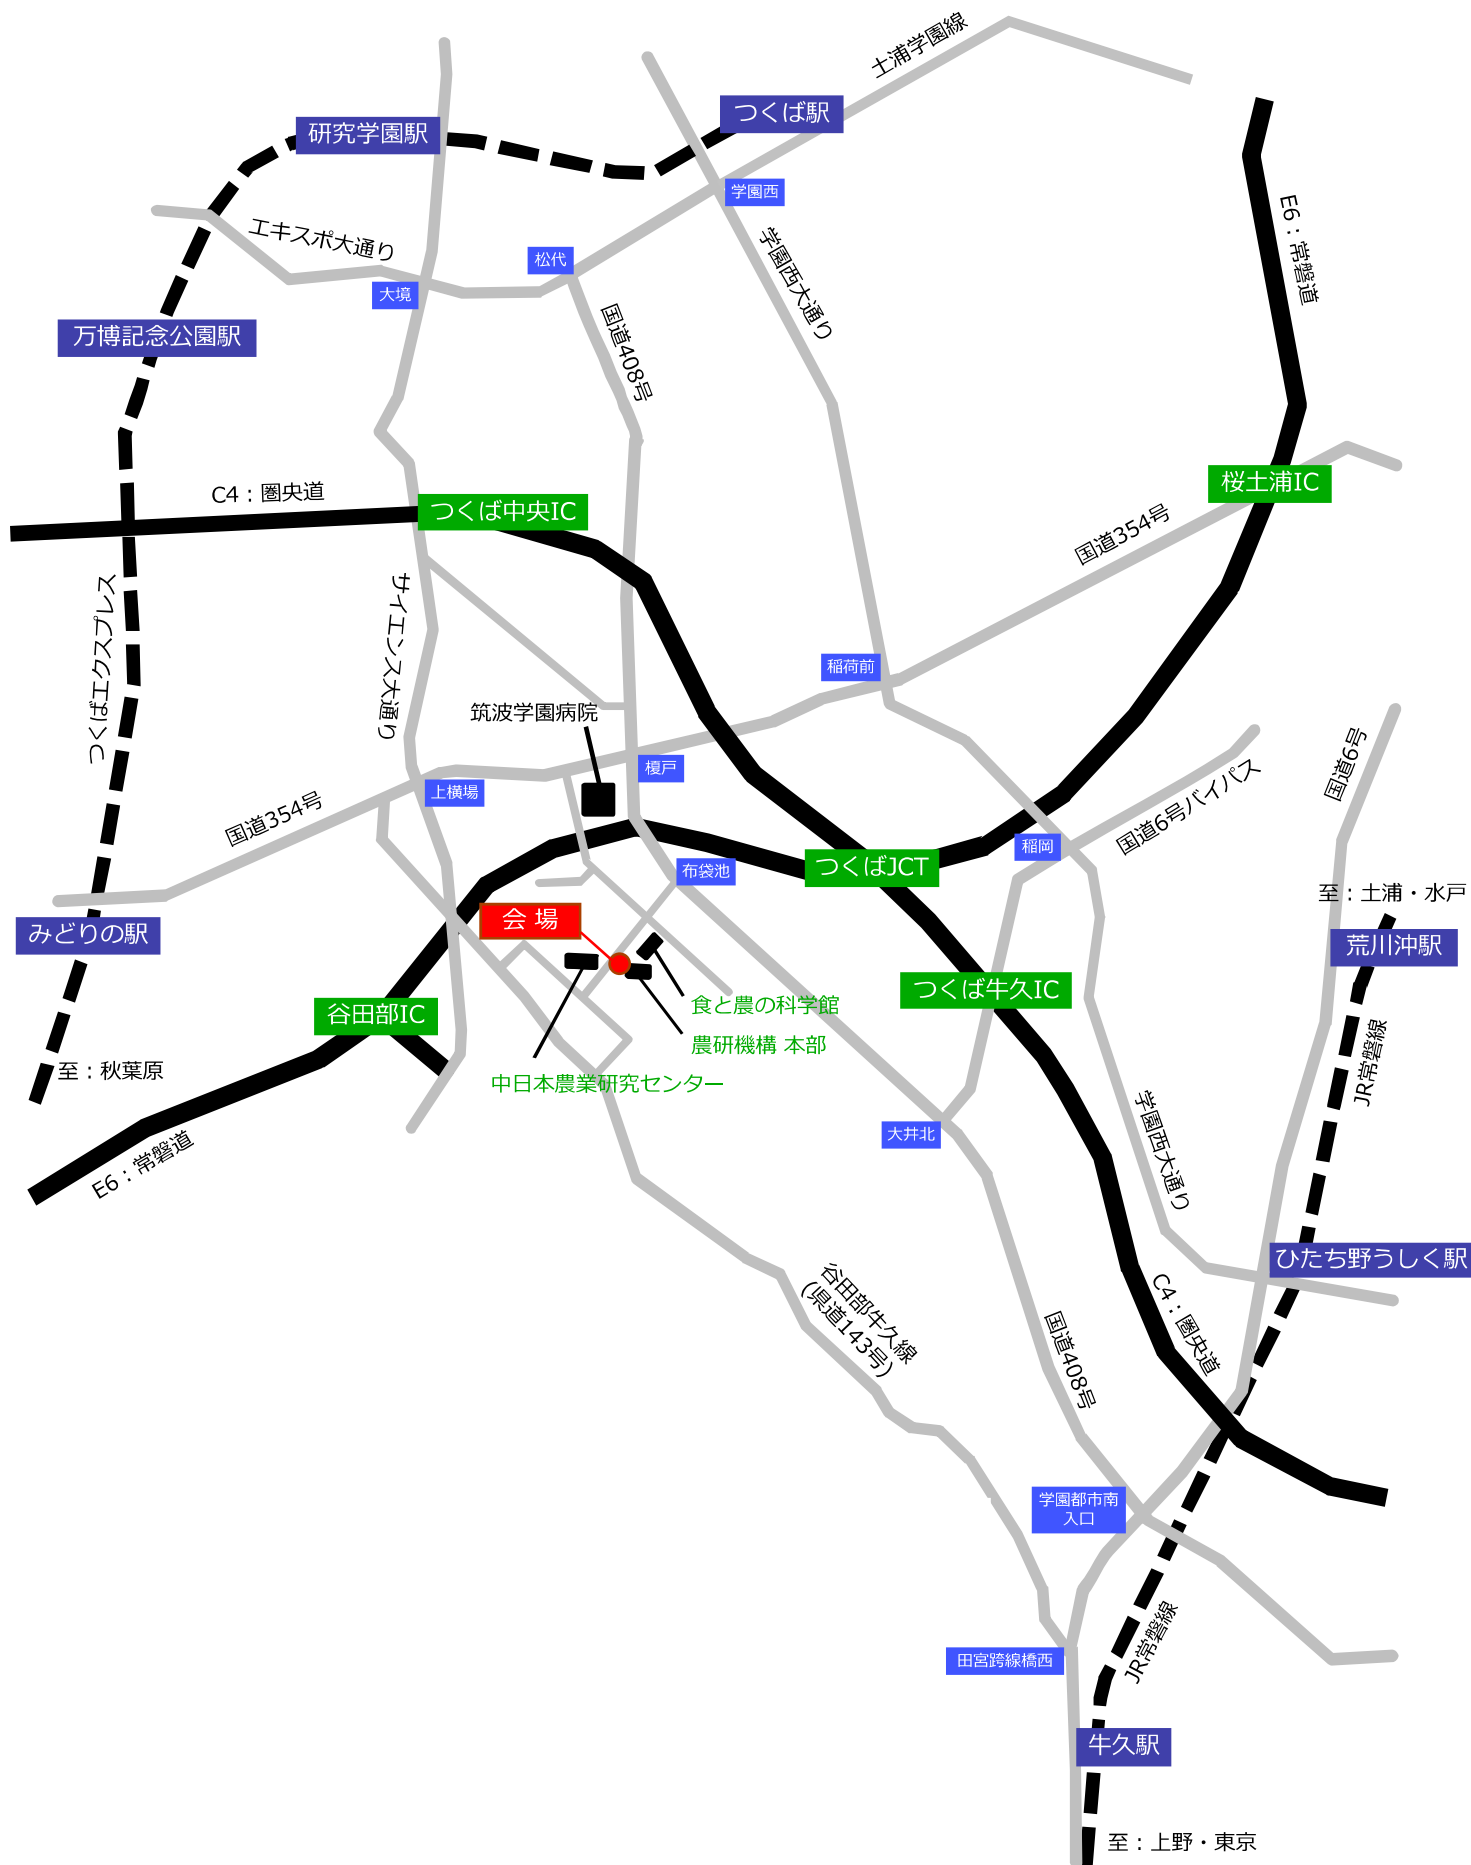 土浦学園線
つくば駅
研究学園駅
学園西
エキスポ大通り
松代
学園西大通り
E6：常磐道
大境
国道408号
万博記念公園駅
C4：圏央道
つくば中央IC
桜土浦IC
国道354号
サイエンス大通り
つくばエクスプレス
稲荷前
筑波学園病院
榎戸
国道6号
上横場
国道354号
国道6号バイパス
稲岡
つくばJCT
布袋池
至：土浦・水戸
会 場
みどりの駅
荒川沖駅
つくば牛久IC
谷田部IC
食と農の科学館
農研機構 本部
至：秋葉原
中日本農業研究センター
JR常磐線
大井北
学園西大通り
E6：常磐道
ひたち野うしく駅
谷田部牛久線
(県道143号)
C4：圏央道
国道408号
学園都市南
入口
JR常磐線
田宮跨線橋西
牛久駅
至：上野・東京